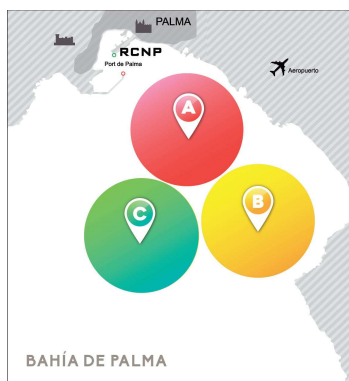 PALMA
RCNP
Port de Palma
Aeropuerto
A
B
C
BAHÍA DE PALMA